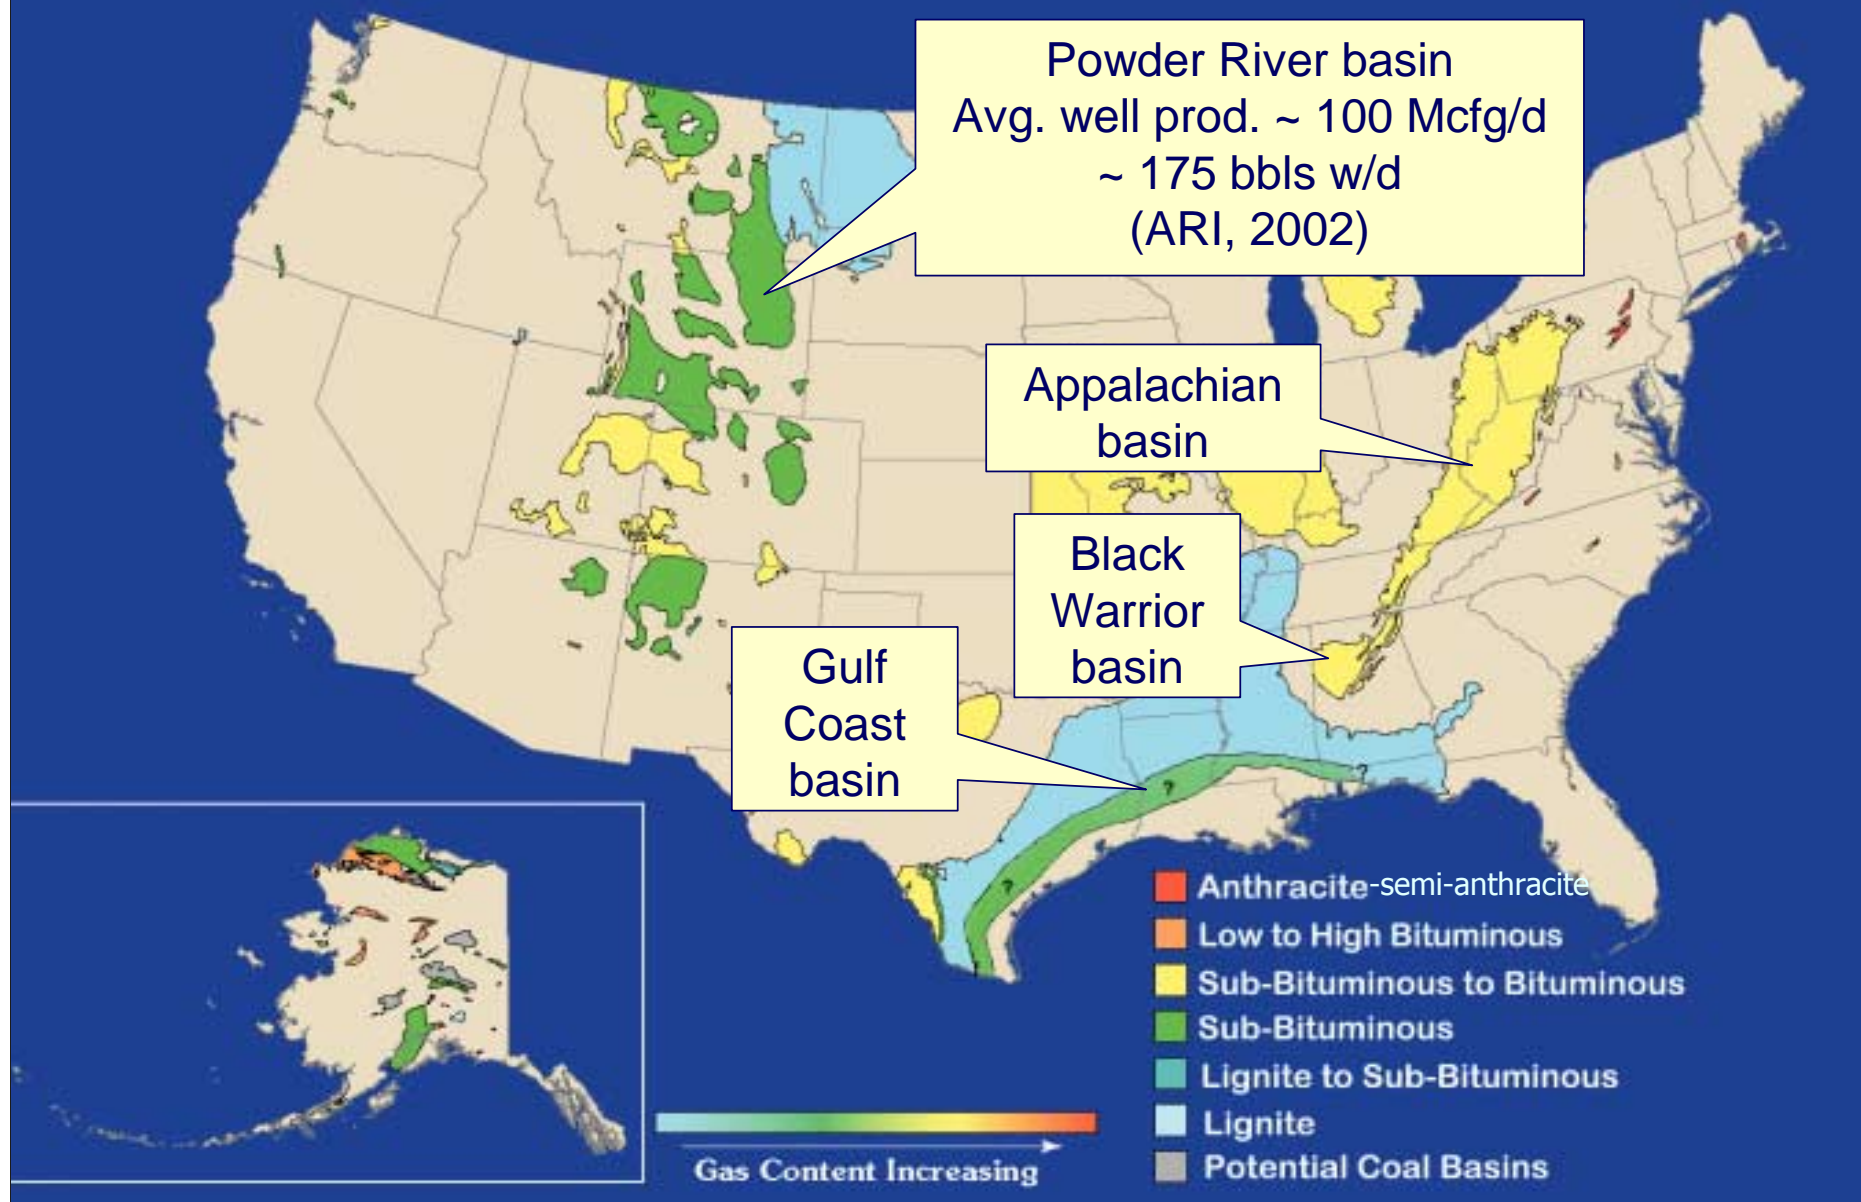 Powder River basin
Avg. well prod. ~ 100 Mcfg/d
~ 175 bbls w/d
(ARI, 2002)
Appalachian
basin
Black
Warrior
basin
Gulf
Coast
basin
?
?
?
Anthracite-semi-anthracite
Low to High Bituminous
Sub-Bituminous to Bituminous
Sub-Bituminous
Lignite to Sub-Bituminous
Lignite
Potential Coal Basins
Gas Content Increasing